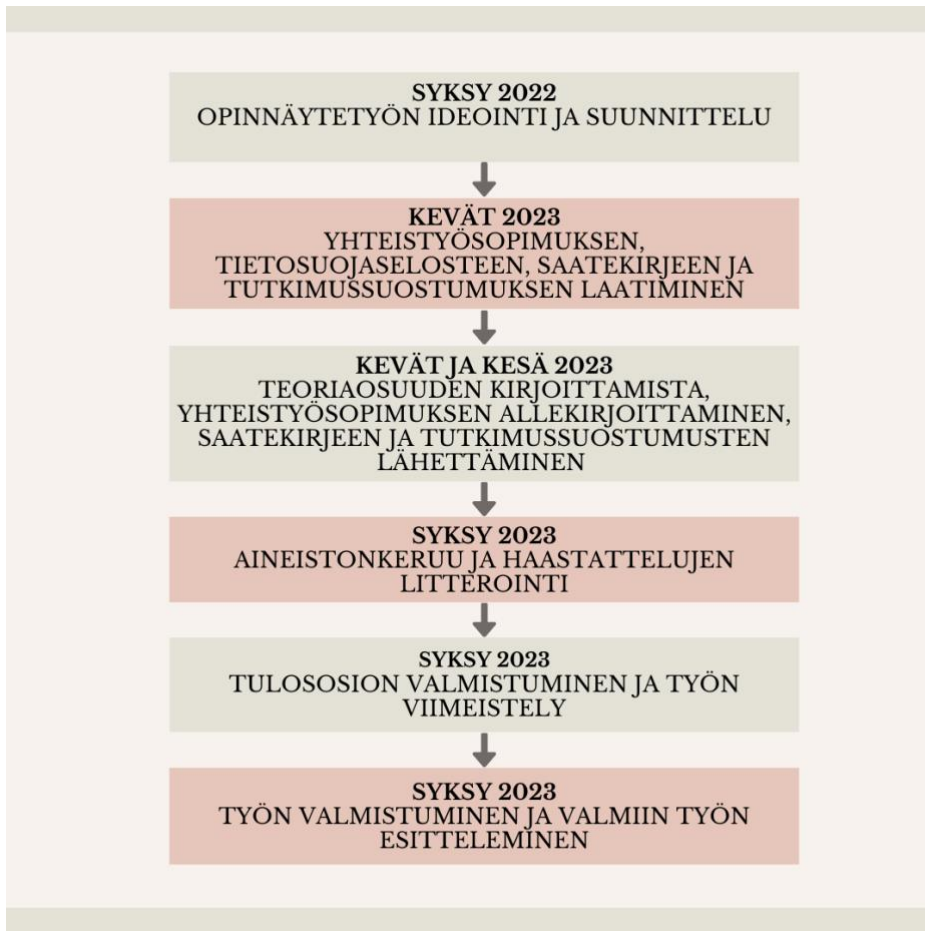 SYKSY 2022
OPINNÄYTETYÖN IDEOINTI JA SUUNNITTELU
KEVÄT 2023
YHTEISTYÖSOPIMUKSEN,
TIETOSUOJASELOSTEEN, SAATEKIRJEEN JA
TUTKIMUSSUOSTUMUKSEN LAATIMINEN
KEVÄT JA KESÄ 2023
TEORIAOSUUDEN KIRJOITTAMISTA,
YHTEISTYÖSOPIMUKSEN ALLEKIRJOITTAMINEN,
SAATEKIRJEEN JA TUTKIMUSSUOSTUMUSTEN
LÄHETTÄMINEN
SYKSY 2023
AINEISTONKERUU JA HAASTATTELUJEN
LITTEROINTI
SYKSY 2023
TULOSOSION VALMISTUMINEN JA TYÖN
VIIMEISTELY
SYKSY 2023
TYÖN VALMISTUMINEN JA VALMIIN TYÖN
ESITTELEMINEN